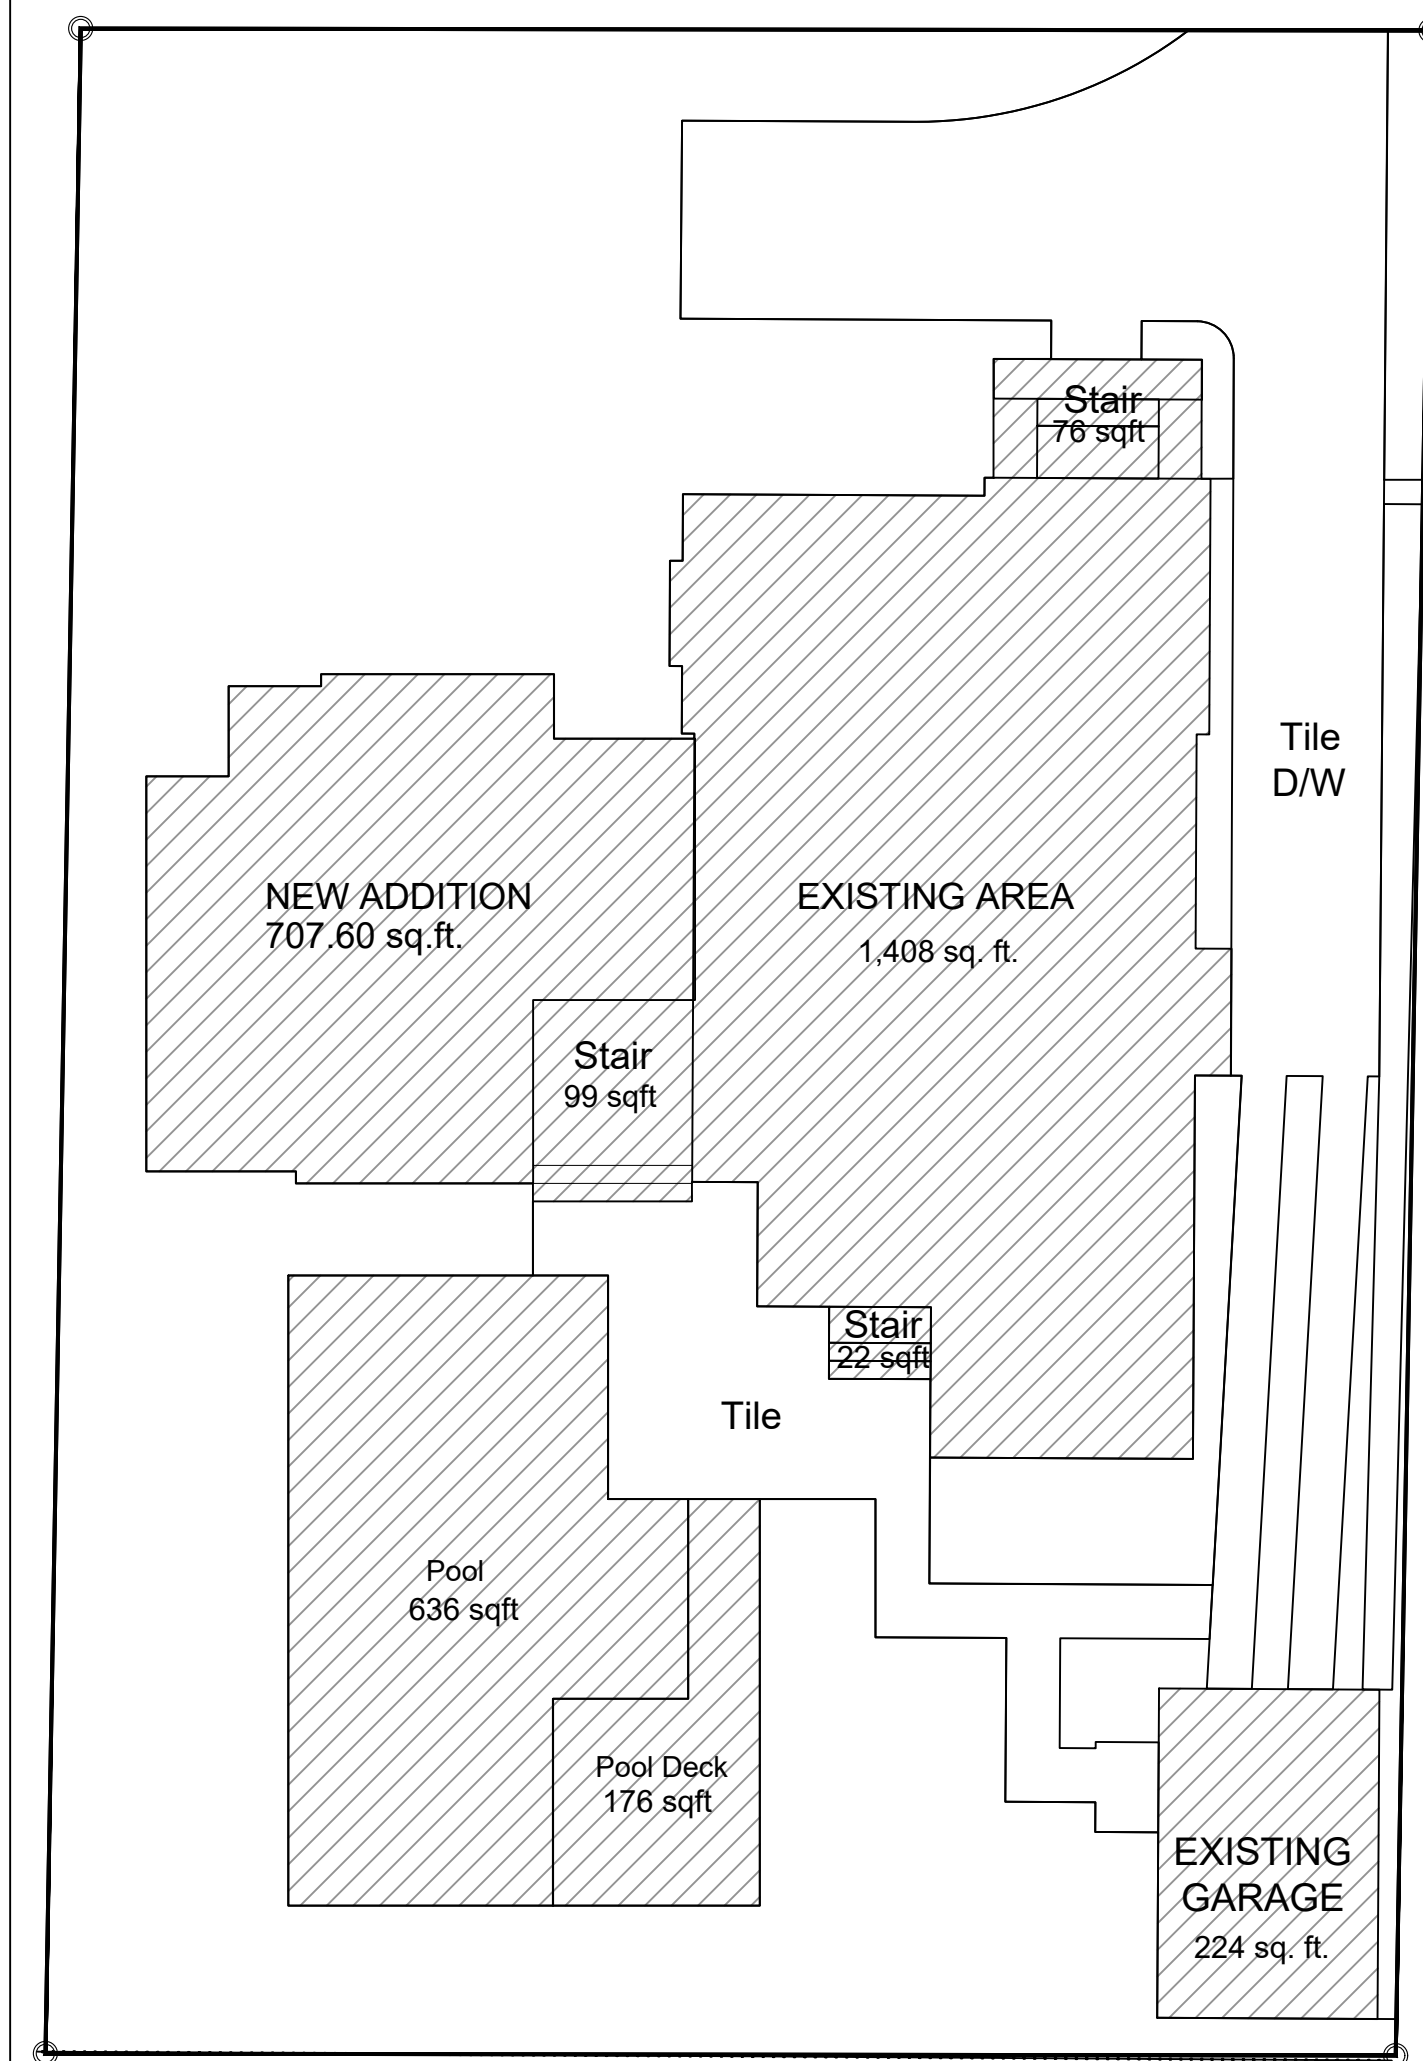 Stair
76 sqft
Tile
D/W
NEW ADDITION
707.60 sq.ft.
EXISTING AREA
1,408 sq. ft.
Stair
99 sqft
Stair
22 sqft
Tile
Pool
636 sqft
Pool Deck
176 sqft
EXISTING
GARAGE
224 sq. ft.